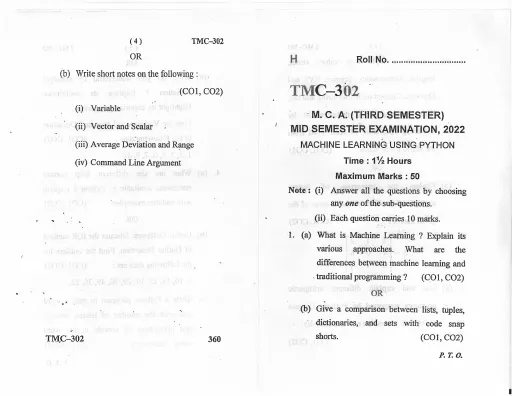 (4) TMC–302
OR
(b) Write short notes on the following :
(CO1, CO2)
(i) Variable
(ii) Vector and Scalar
(iii) Average Deviation and Range
(iv) Command Line Argument
TMC–302 360
H Roll No. ..............................
TMC–302
M. C. A. (THIRD SEMESTER)
MID SEMESTER EXAMINATION, 2022
MACHINE LEARNING USING PYTHON
Time : 1½ Hours
Maximum Marks : 50
Note : (i) Answer all the questions by choosing
any one of the sub-questions.
(ii) Each question carries 10 marks.
1. (a) What is Machine Learning ? Explain its
various approaches. What are the
differences between machine learning and
traditional programming ? (CO1, CO2)
OR
(b) Give a comparison between lists, tuples,
dictionaries, and sets with code snap
shorts. (CO1, CO2)
P. T. O.